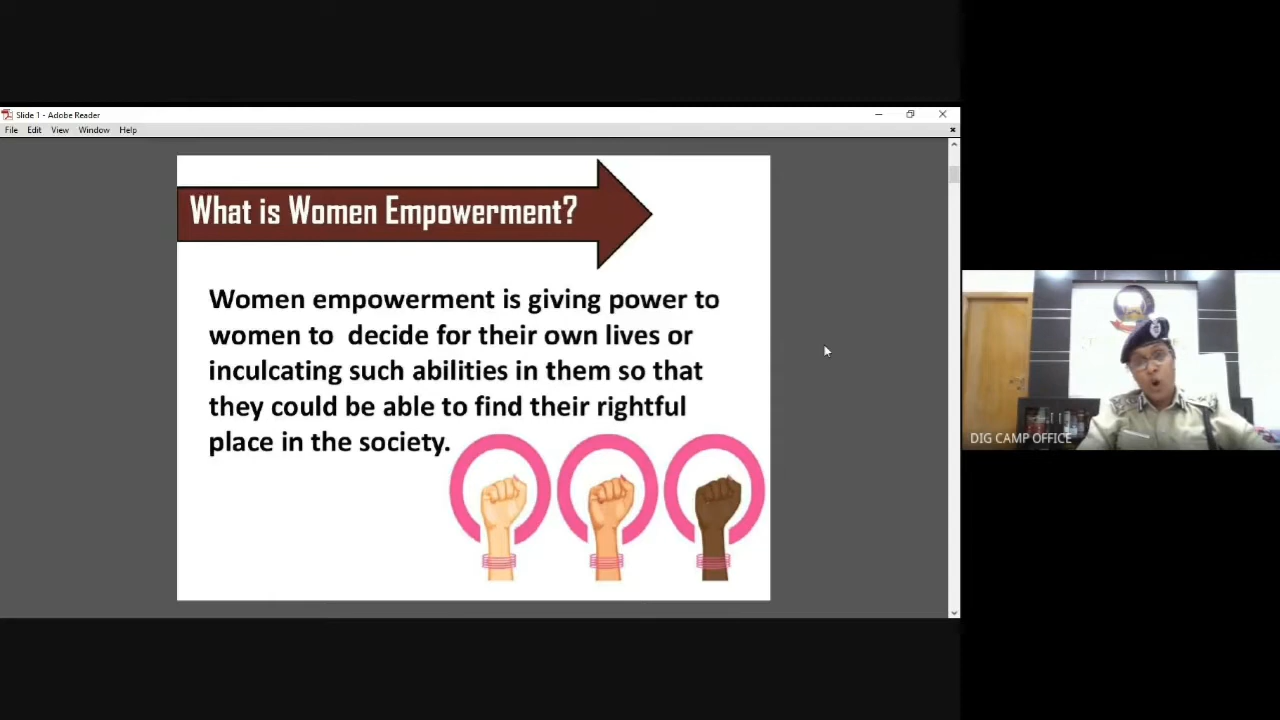 Slide 1 - Adobe Reader
File Edit View Window Help
What is Women Empowerment?
Women empowerment is giving power to
women to decide for their own lives or
inculcating such abilities in them so that
they could be able to find their rightful
place in the society.
DIG CAMP OFFICE